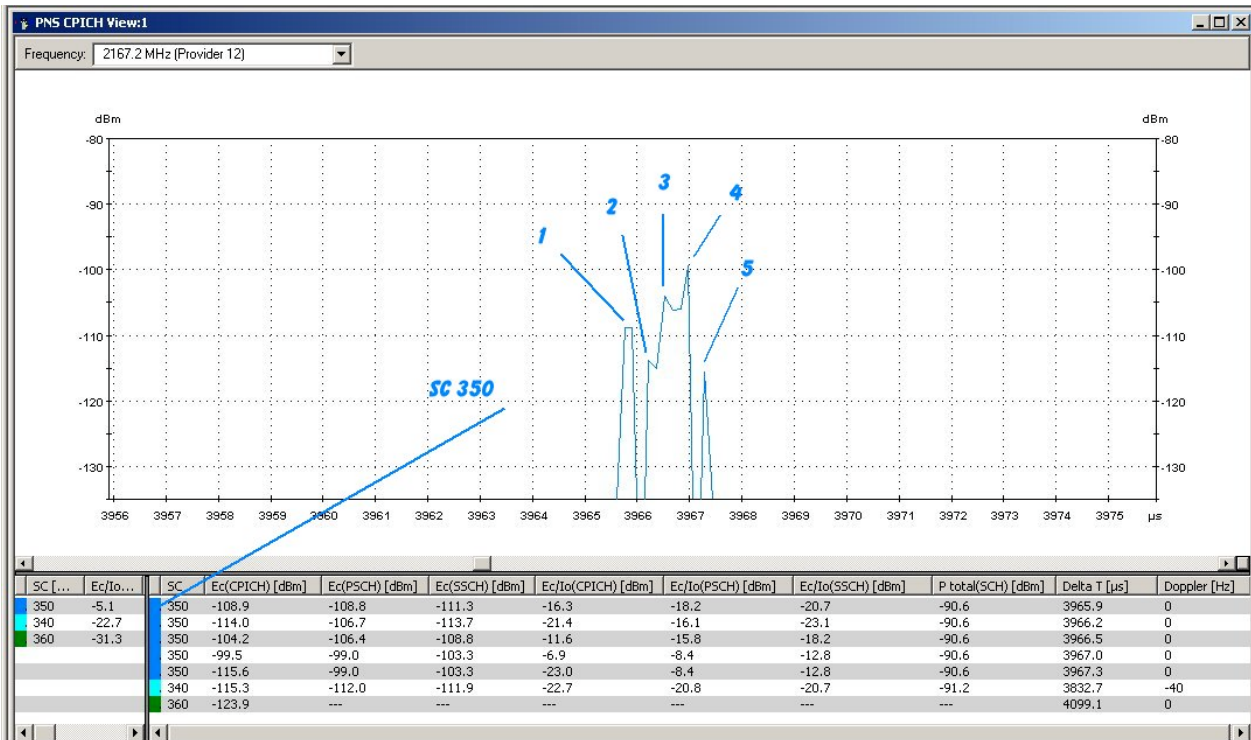 PNS CPICH View:1
Frequency: 2167.2 MHz (Provider 12)
dBm dBm
-80 -80
3
2 4
-90 -90
1
5
-100 -100
-110 -110
SC 350
-120 -120
-130 -130
3956 3957 3958 3959 3960 3961 3962 3963 3964 3965 3966 3967 3968 3969 3970 3971 3972 3973 3974 3975 µs
SC [... Ec/Io... SC Ec(CPICH) [dBm] Ec(PSCH) [dBm] Ec(SSCH) [dBm] Ec/Io(CPICH) [dBm] Ec/Io(PSCH) [dBm] Ec/Io(SSCH) [dBm] P total(SCH) [dBm] Delta T [µs] Doppler [Hz]
350 -5.1 350 -108.9 -108.8 -111.3 -16.3 -18.2 -20.7 -90.6 3965.9 0
340 -22.7 350 -114.0 -106.7 -113.7 -21.4 -16.1 -23.1 -90.6 3966.2 0
360 -31.3 350 -104.2 -106.4 -108.8 -11.6 -15.8 -18.2 -90.6 3966.5 0
350 -99.5 -99.0 -103.3 -6.9 -8.4 -12.8 -90.6 3967.0 0
350 -115.6 -99.0 -103.3 -23.0 -8.4 -12.8 -90.6 3967.3 0
340 -115.3 -112.0 -111.9 -22.7 -20.8 -20.7 -91.2 3832.7 -40
360 -123.9 --- --- --- --- --- --- 4099.1 0